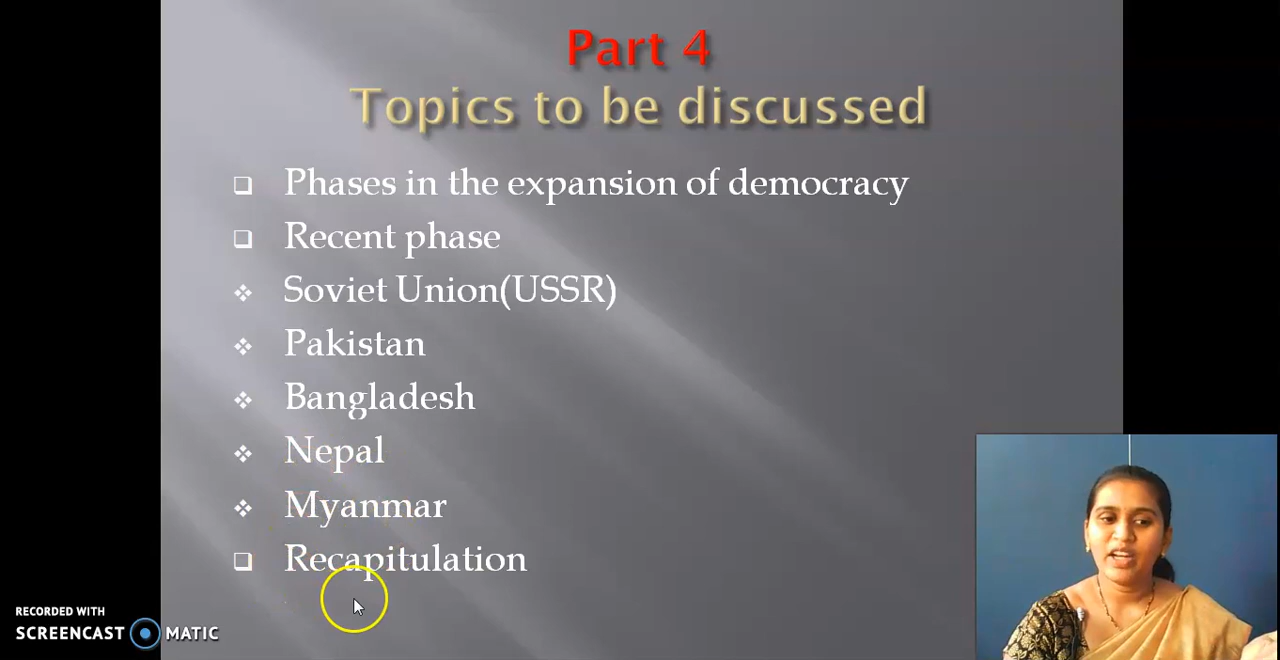 Part 4
Topics to be discussed
Phases in the expansion of democracy
Recent phase
Soviet Union(USSR)
Pakistan
Bangladesh
Nepal
Myanmar
Recapitulation
RECORDED WITH
SCREENCAST MATIC